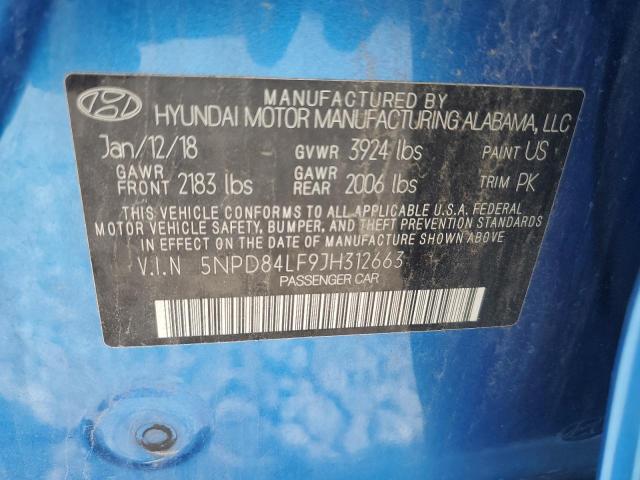 MANUFACTURED BY
HYUNDAI MOTOR MANUFACTURING ALABAMA, LLC
Jan/12/18 GVWR 3924 lbs PAINT US
GAWR FRONT 2183 lbs GAWR REAR 2006 lbs TRIM PK
THIS VEHICLE CONFORMS TO ALL APPLICABLE U.S.A. FEDERAL
MOTOR VEHICLE SAFETY, BUMPER, AND THEFT PREVENTION STANDARDS
IN EFFECT ON THE DATE OF MANUFACTURE SHOWN ABOVE.
V.I.N 5NPD84LF9JH312663
PASSENGER CAR